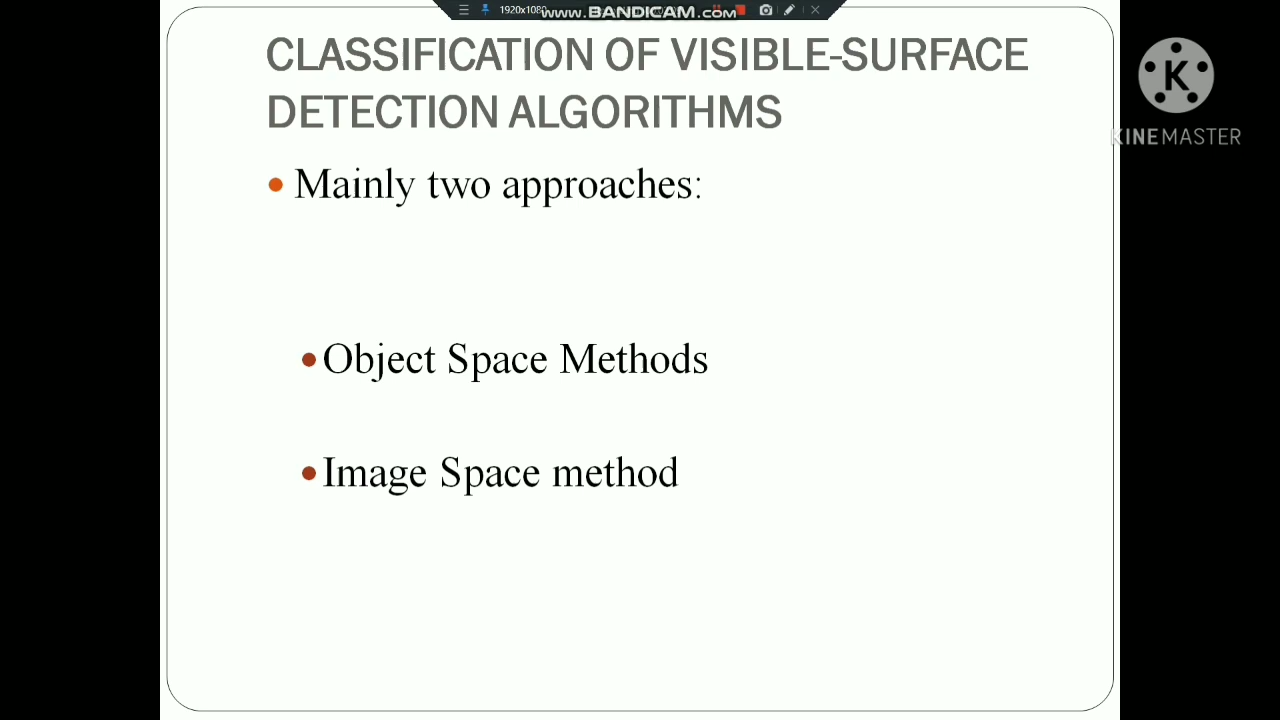 1920x1080
www.BANDICAM.com
CLASSIFICATION OF VISIBLE-SURFACE
DETECTION ALGORITHMS
K
KINEMASTER
Mainly two approaches:
Object Space Methods
Image Space method